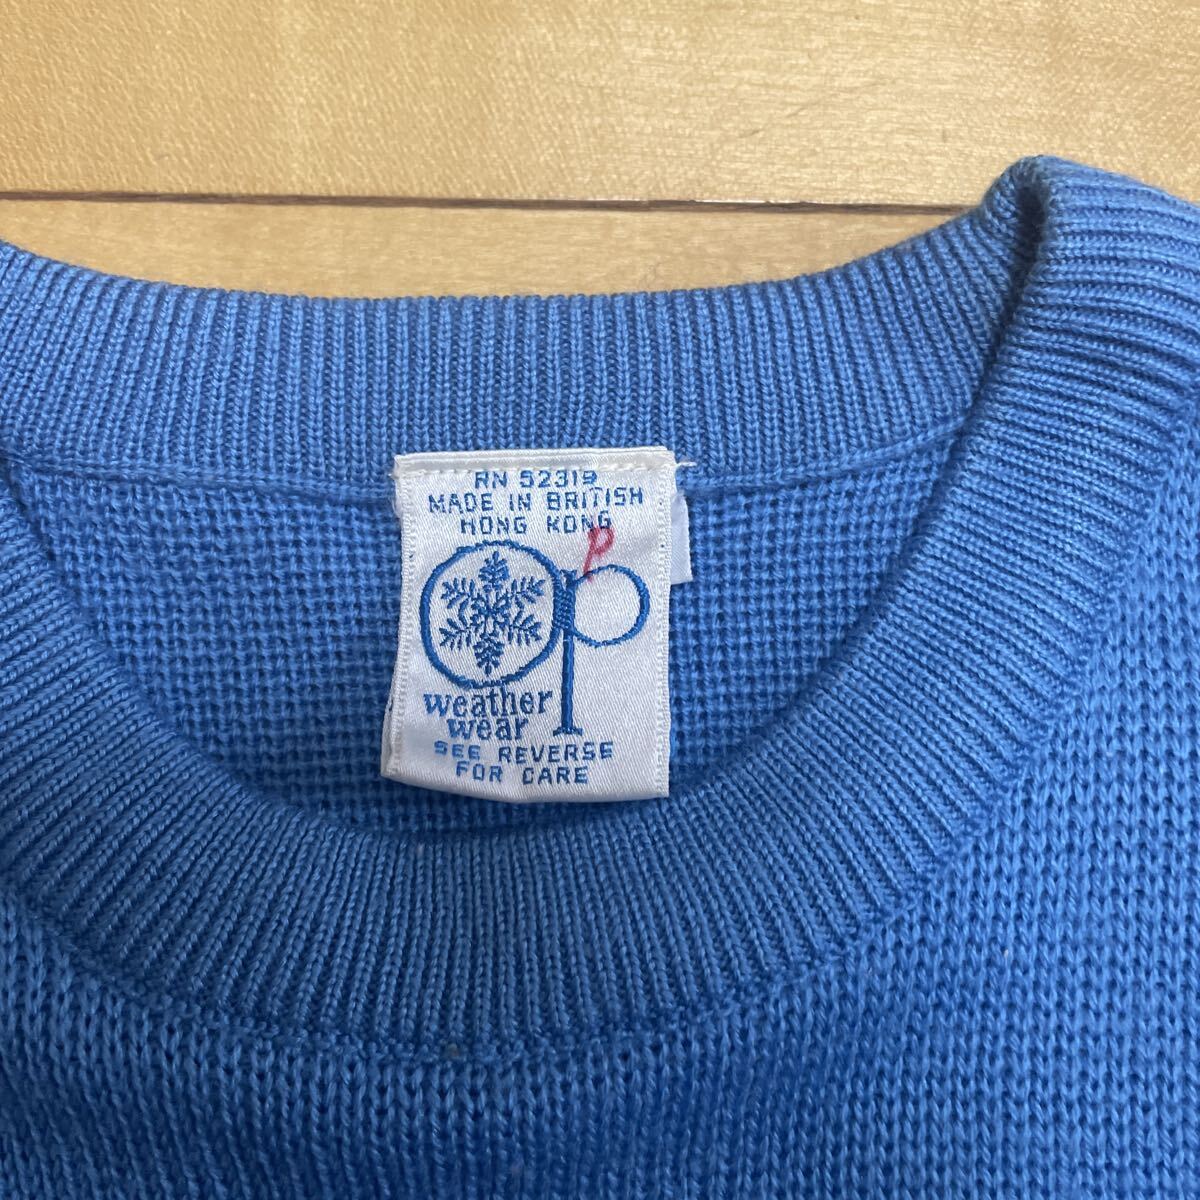 RN 52319
MADE IN BRITISH
HONG KONG
P
op
weather
wear
SEE REVERSE
FOR CARE